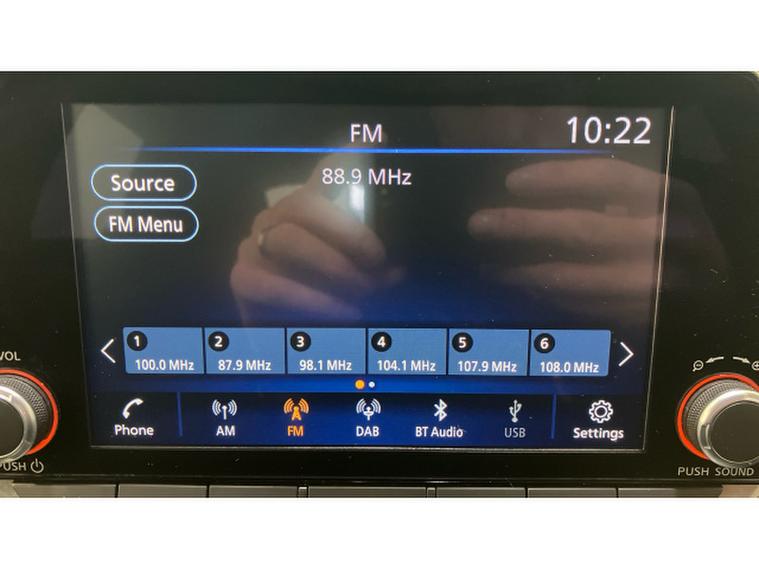 FM
10:22
Source
88.9 MHz
FM Menu
1 2 3 4 5 6
100.0 MHz 87.9 MHz 98.1 MHz 104.1 MHz 107.9 MHz 108.0 MHz
VOL
Phone AM FM DAB BT Audio USB Settings
PUSH
PUSH SOUND